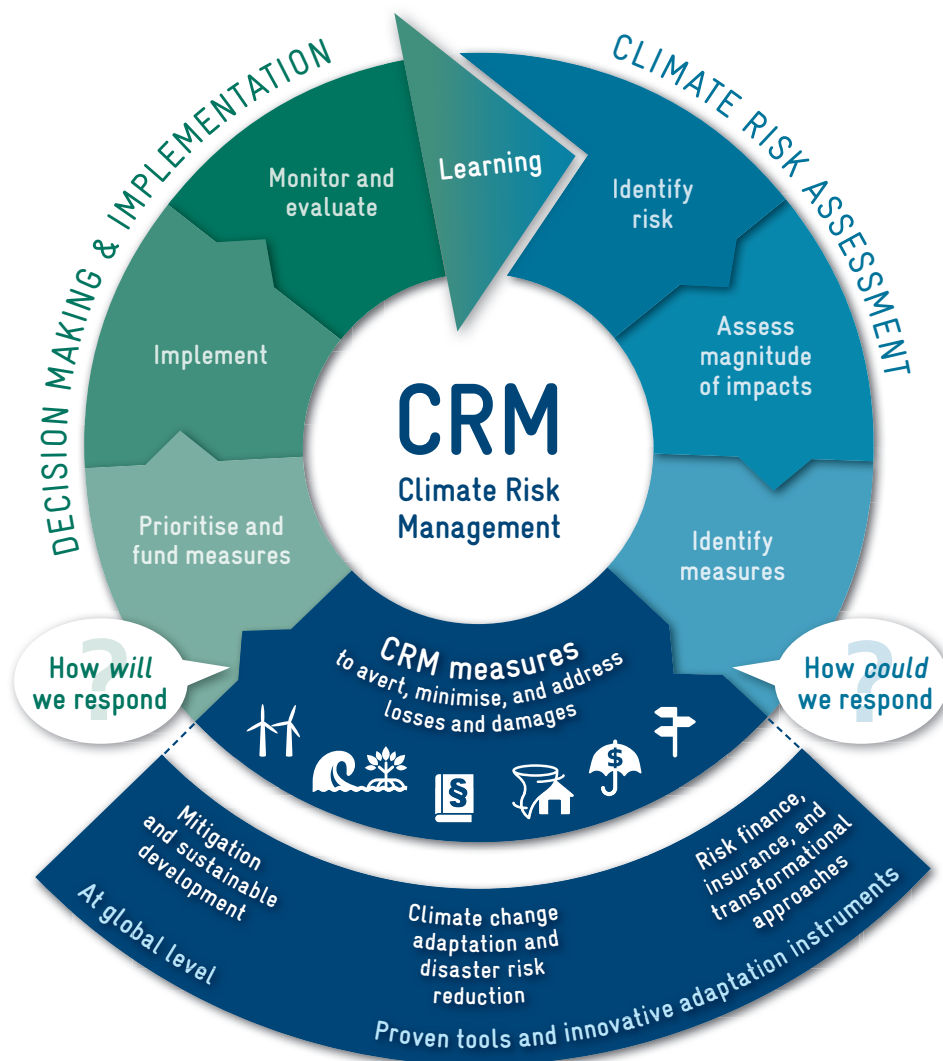 DECISION MAKING & IMPLEMENTATION
CLIMATE RISK ASSESSMENT
Learning
Identify
risk
Assess
magnitude
of impacts
Identify
measures
How could
we respond
?
CRM measures
to avert, minimise, and address
losses and damages
$
§
How will
we respond
?
Prioritise and
fund measures
Implement
Monitor and
evaluate
CRM
Climate Risk
Management
Mitigation
and sustainable
development
At global level
Climate change
adaptation and
disaster risk
reduction
Risk finance,
insurance, and
transformational
approaches
Proven tools and innovative adaptation instruments